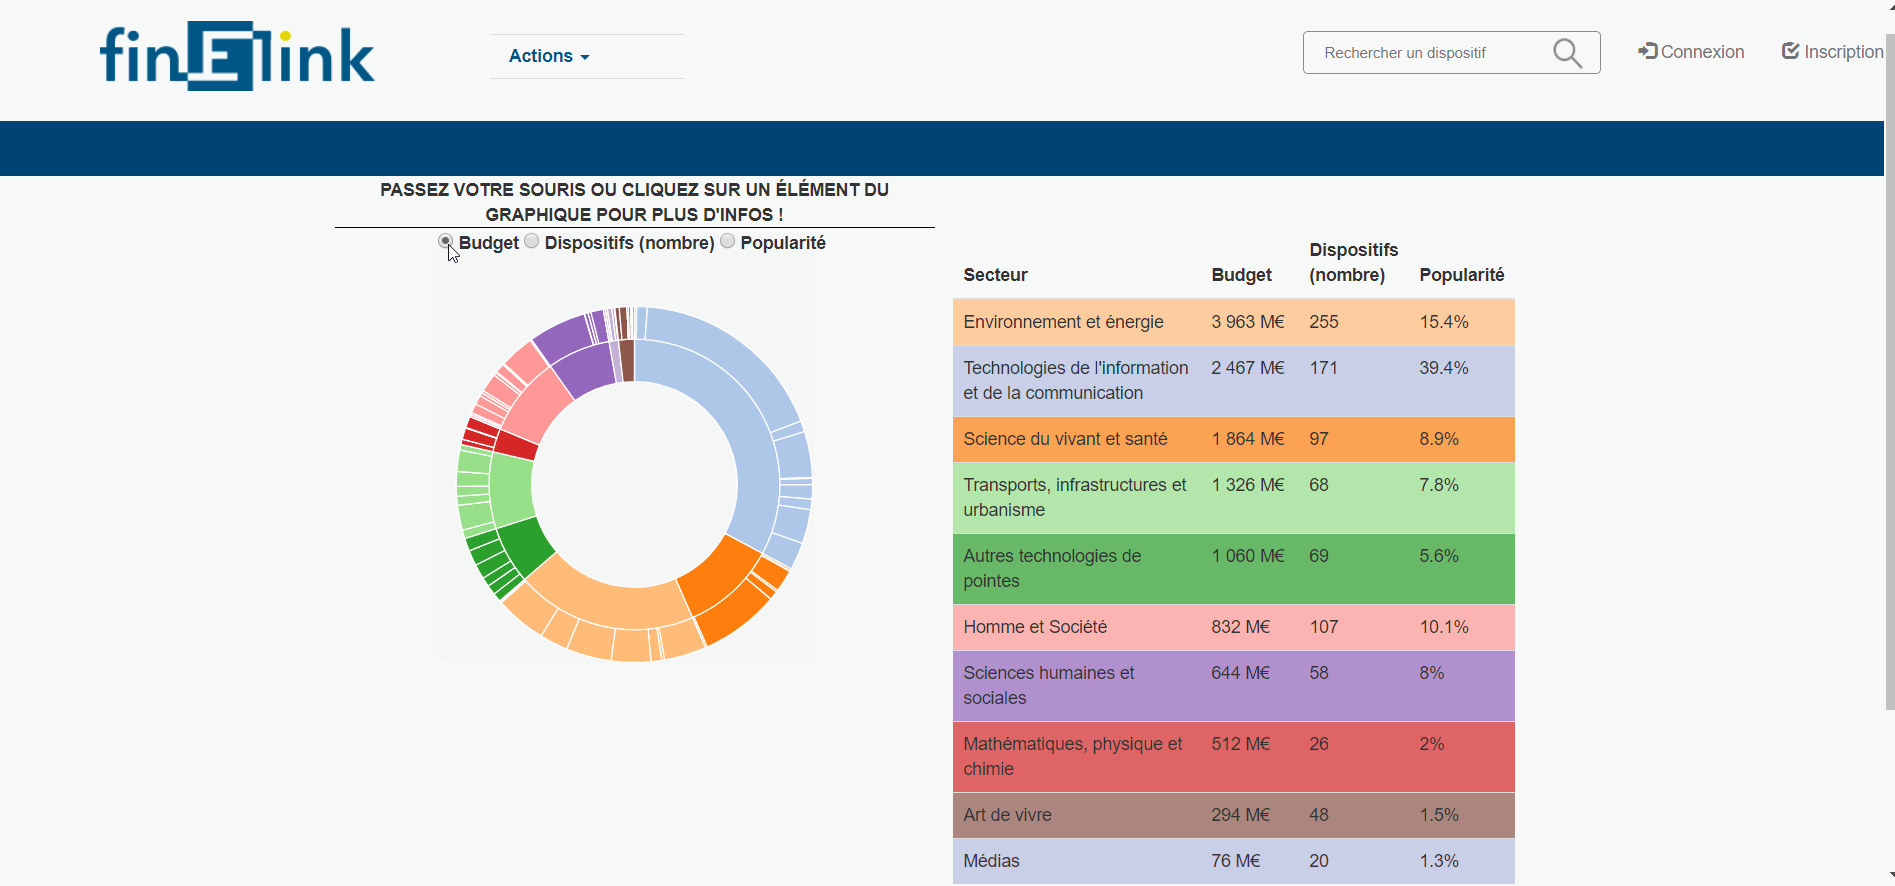 finElink
Actions
Rechercher un dispositif
Connexion
Inscription
PASSEZ VOTRE SOURIS OU CLIQUEZ SUR UN ÉLÉMENT DU
GRAPHIQUE POUR PLUS D'INFOS !
Budget Dispositifs (nombre) Popularité
Secteur Budget Dispositifs (nombre) Popularité
Environnement et énergie 3 963 M€ 255 15.4%
Technologies de l'information 2 467 M€ 171 39.4%
et de la communication
Science du vivant et santé 1 864 M€ 97 8.9%
Transports, infrastructures et 1 326 M€ 68 7.8%
urbanisme
Autres technologies de 1 060 M€ 69 5.6%
pointes
Homme et Société 832 M€ 107 10.1%
Sciences humaines et 644 M€ 58 8%
sociales
Mathématiques, physique et 512 M€ 26 2%
chimie
Art de vivre 294 M€ 48 1.5%
Médias 76 M€ 20 1.3%